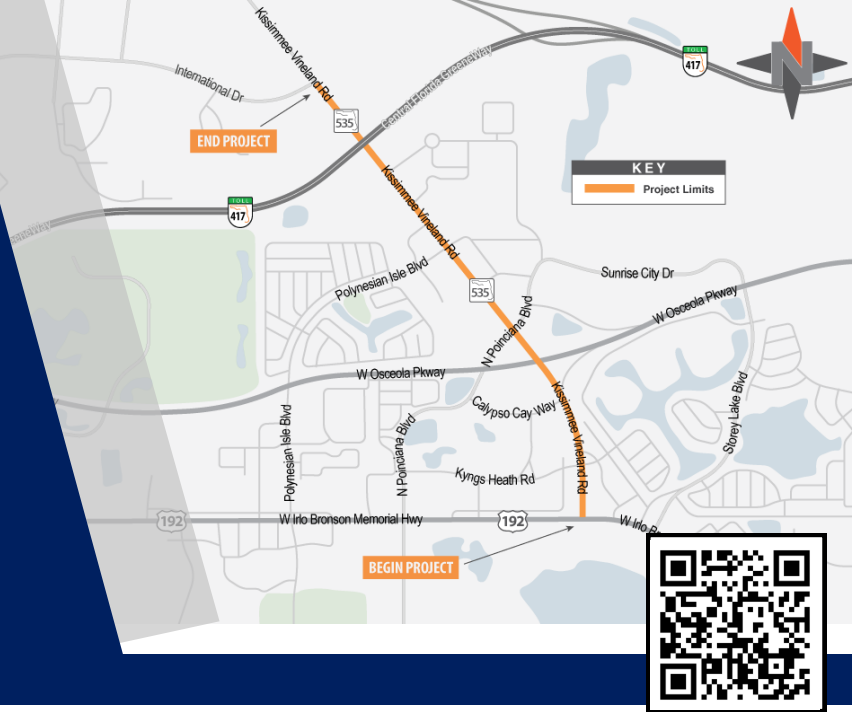 Kissimmee Vineland Rd
International Dr
END PROJECT
535
Central Florida GreeneWay
TOLL
417
TOLL
417
KEY
Project Limits
N
Kissimmee Vineland Rd
Polynesian Isle Blvd
535
Sunrise City Dr
N Poinciana Blvd
W Osceola Pkway
W Osceola Pkway
Calypso Cay Way
Kissimmee Vineland Rd
Storey Lake Blvd
Polynesian Isle Blvd
N Poinciana Blvd
Kyngs Heath Rd
192
W Irlo Bronson Memorial Hwy
192
W Irlo
BEGIN PROJECT